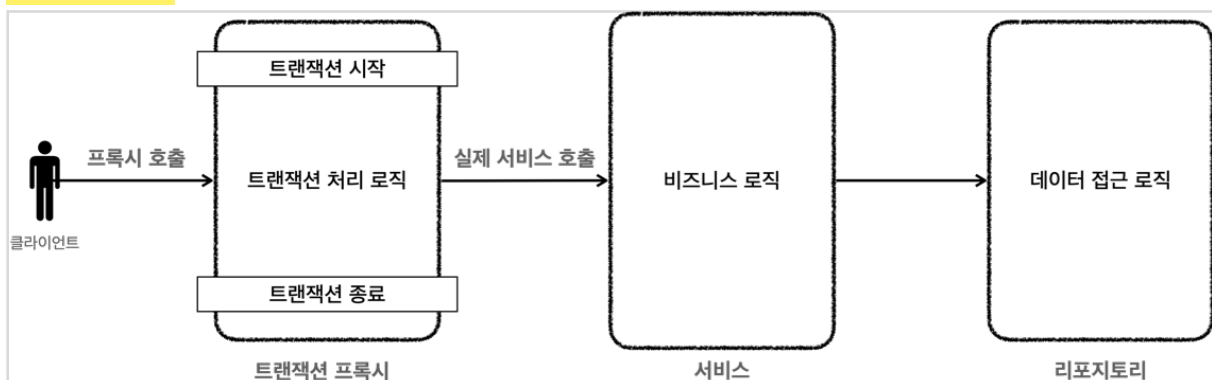 트랜잭션 시작
프록시 호출
실제 서비스 호출
트랜잭션 처리 로직
비즈니스 로직
데이터 접근 로직
클라이언트
트랜잭션 종료
트랜잭션 프록시
서비스
리포지토리